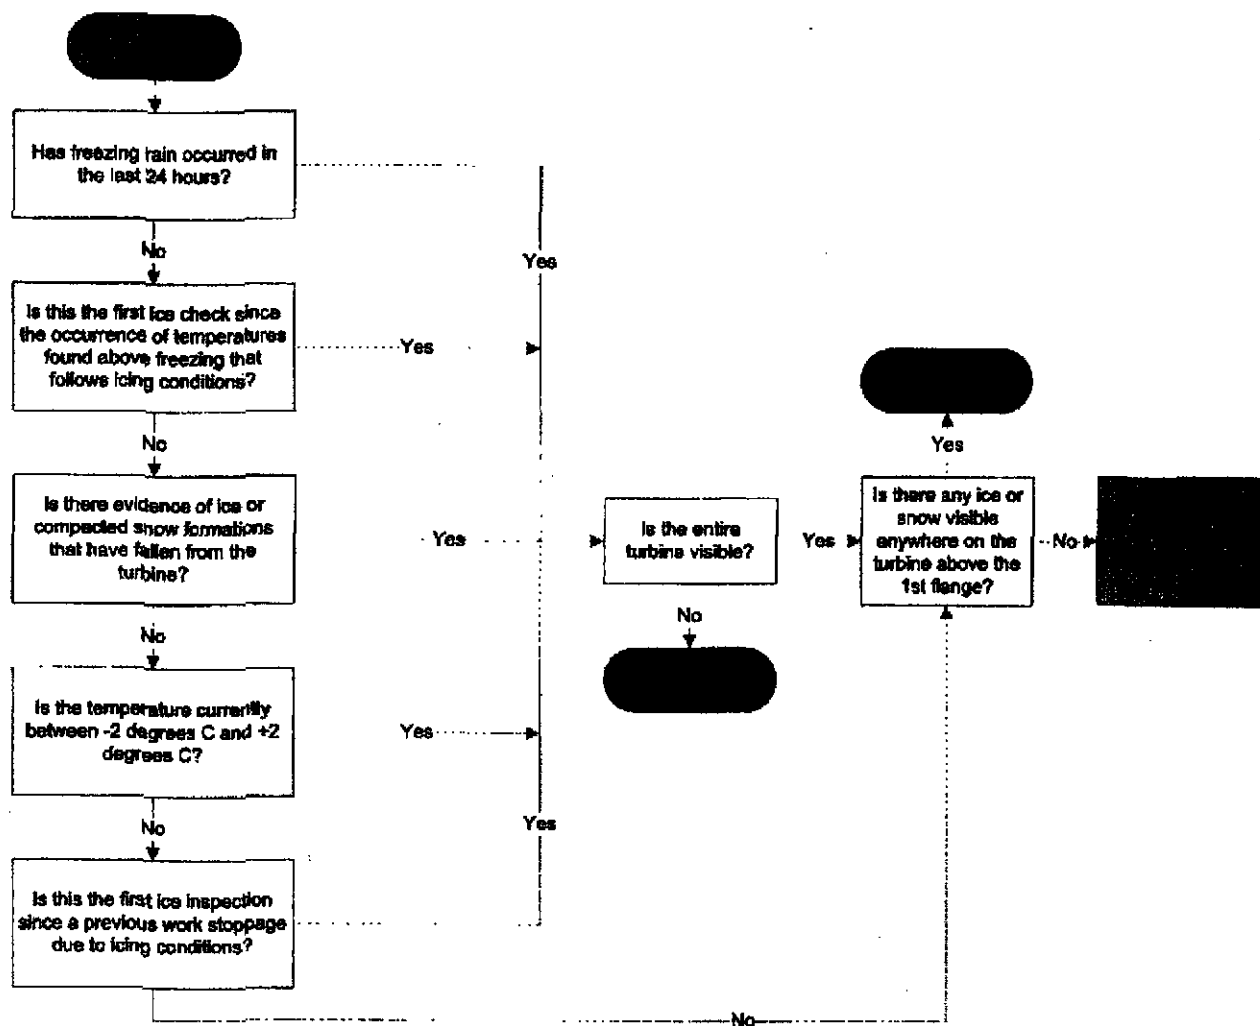 Has freezing rain occurred in
the last 24 hours?
No
Yes
Is this the first ice check since
the occurrence of temperatures
found above freezing that
follows icing conditions?
Yes
No
Yes
Is there evidence of ice or
compacted snow formations
that have fallen from the
turbine?
Yes
Is the entire
turbine visible?
Yes
Is there any ice or
snow visible
anywhere on the
turbine above the
1st flange?
No
No
No
Is the temperature currently
between -2 degrees C and +2
degrees C?
Yes
No
Yes
Is this the first ice inspection
since a previous work stoppage
due to icing conditions?
No